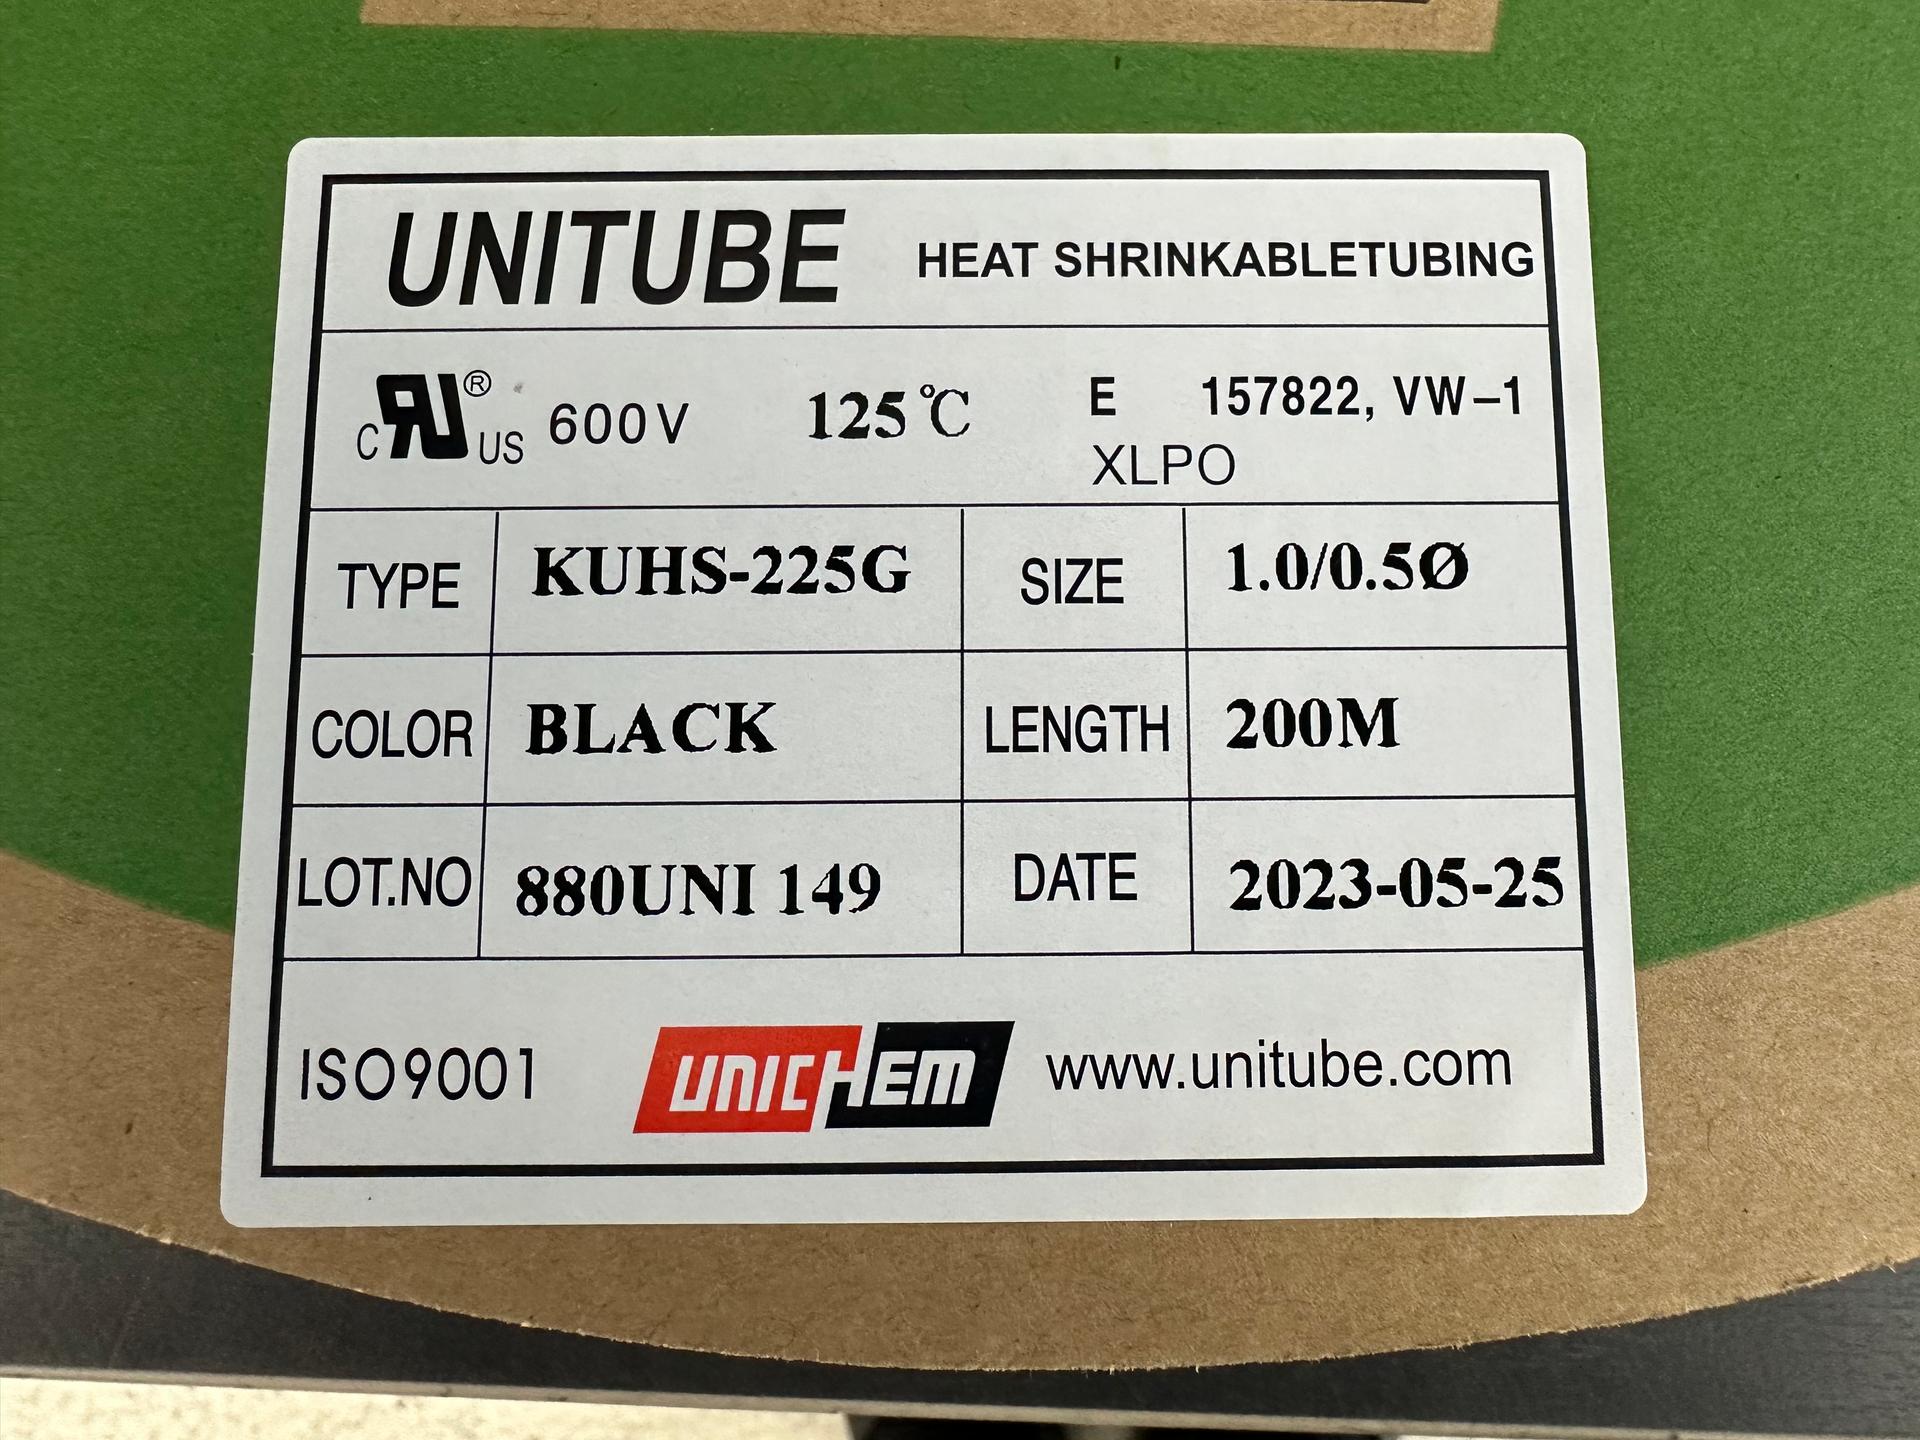 UNITUBE HEAT SHRINKABLETUBING
C RU ® US 600V 125℃ E 157822, VW-1
XLPO
TYPE KUHS-225G SIZE 1.0/0.5Ø
COLOR BLACK LENGTH 200M
LOT.NO 880UNI 149 DATE 2023-05-25
ISO9001 UNICHEM www.unitube.com